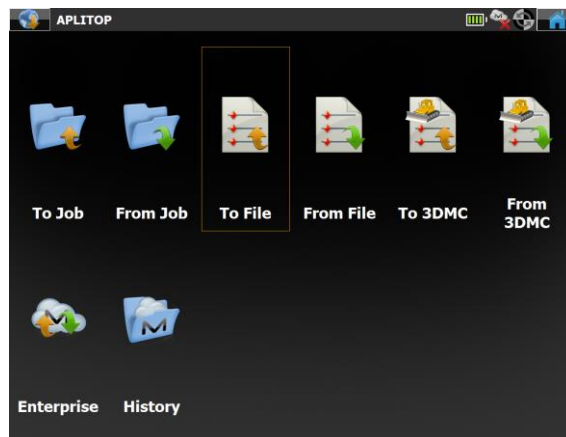 APLITOP
To Job
From Job
To File
From File
To 3DMC
From
3DMC
Enterprise
History